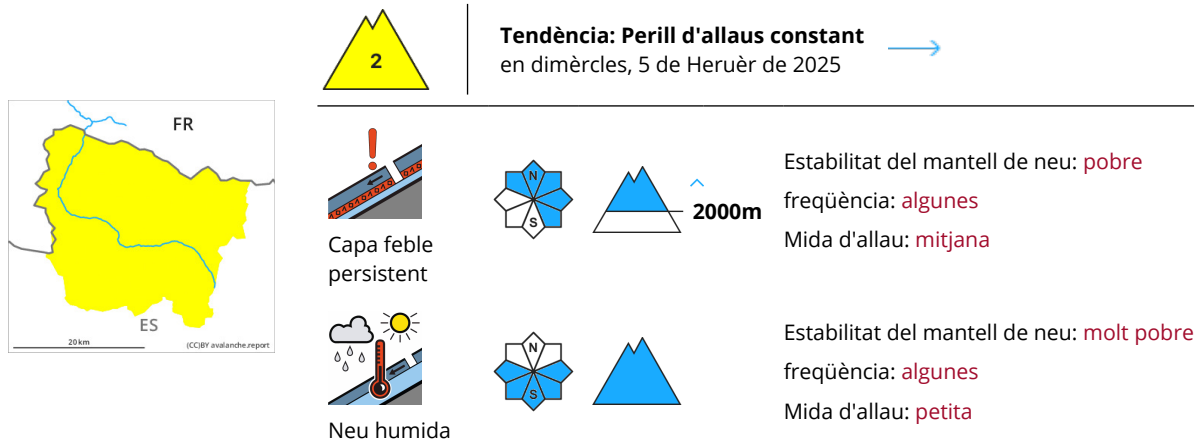 2
Tendència: Perill d'allaus constant
en dimècres, 5 de Heruèr de 2025
FR
ES
20 km
(CC)BY avalanche.report
Capa feble
persistent
N
S
2000m
Estabilitat del mantell de neu: pobre
freqüència: algunes
Mida d'allau: mitjana
Neu humida
N
S
Estabilitat del mantell de neu: molt pobre
freqüència: algunes
Mida d'allau: petita